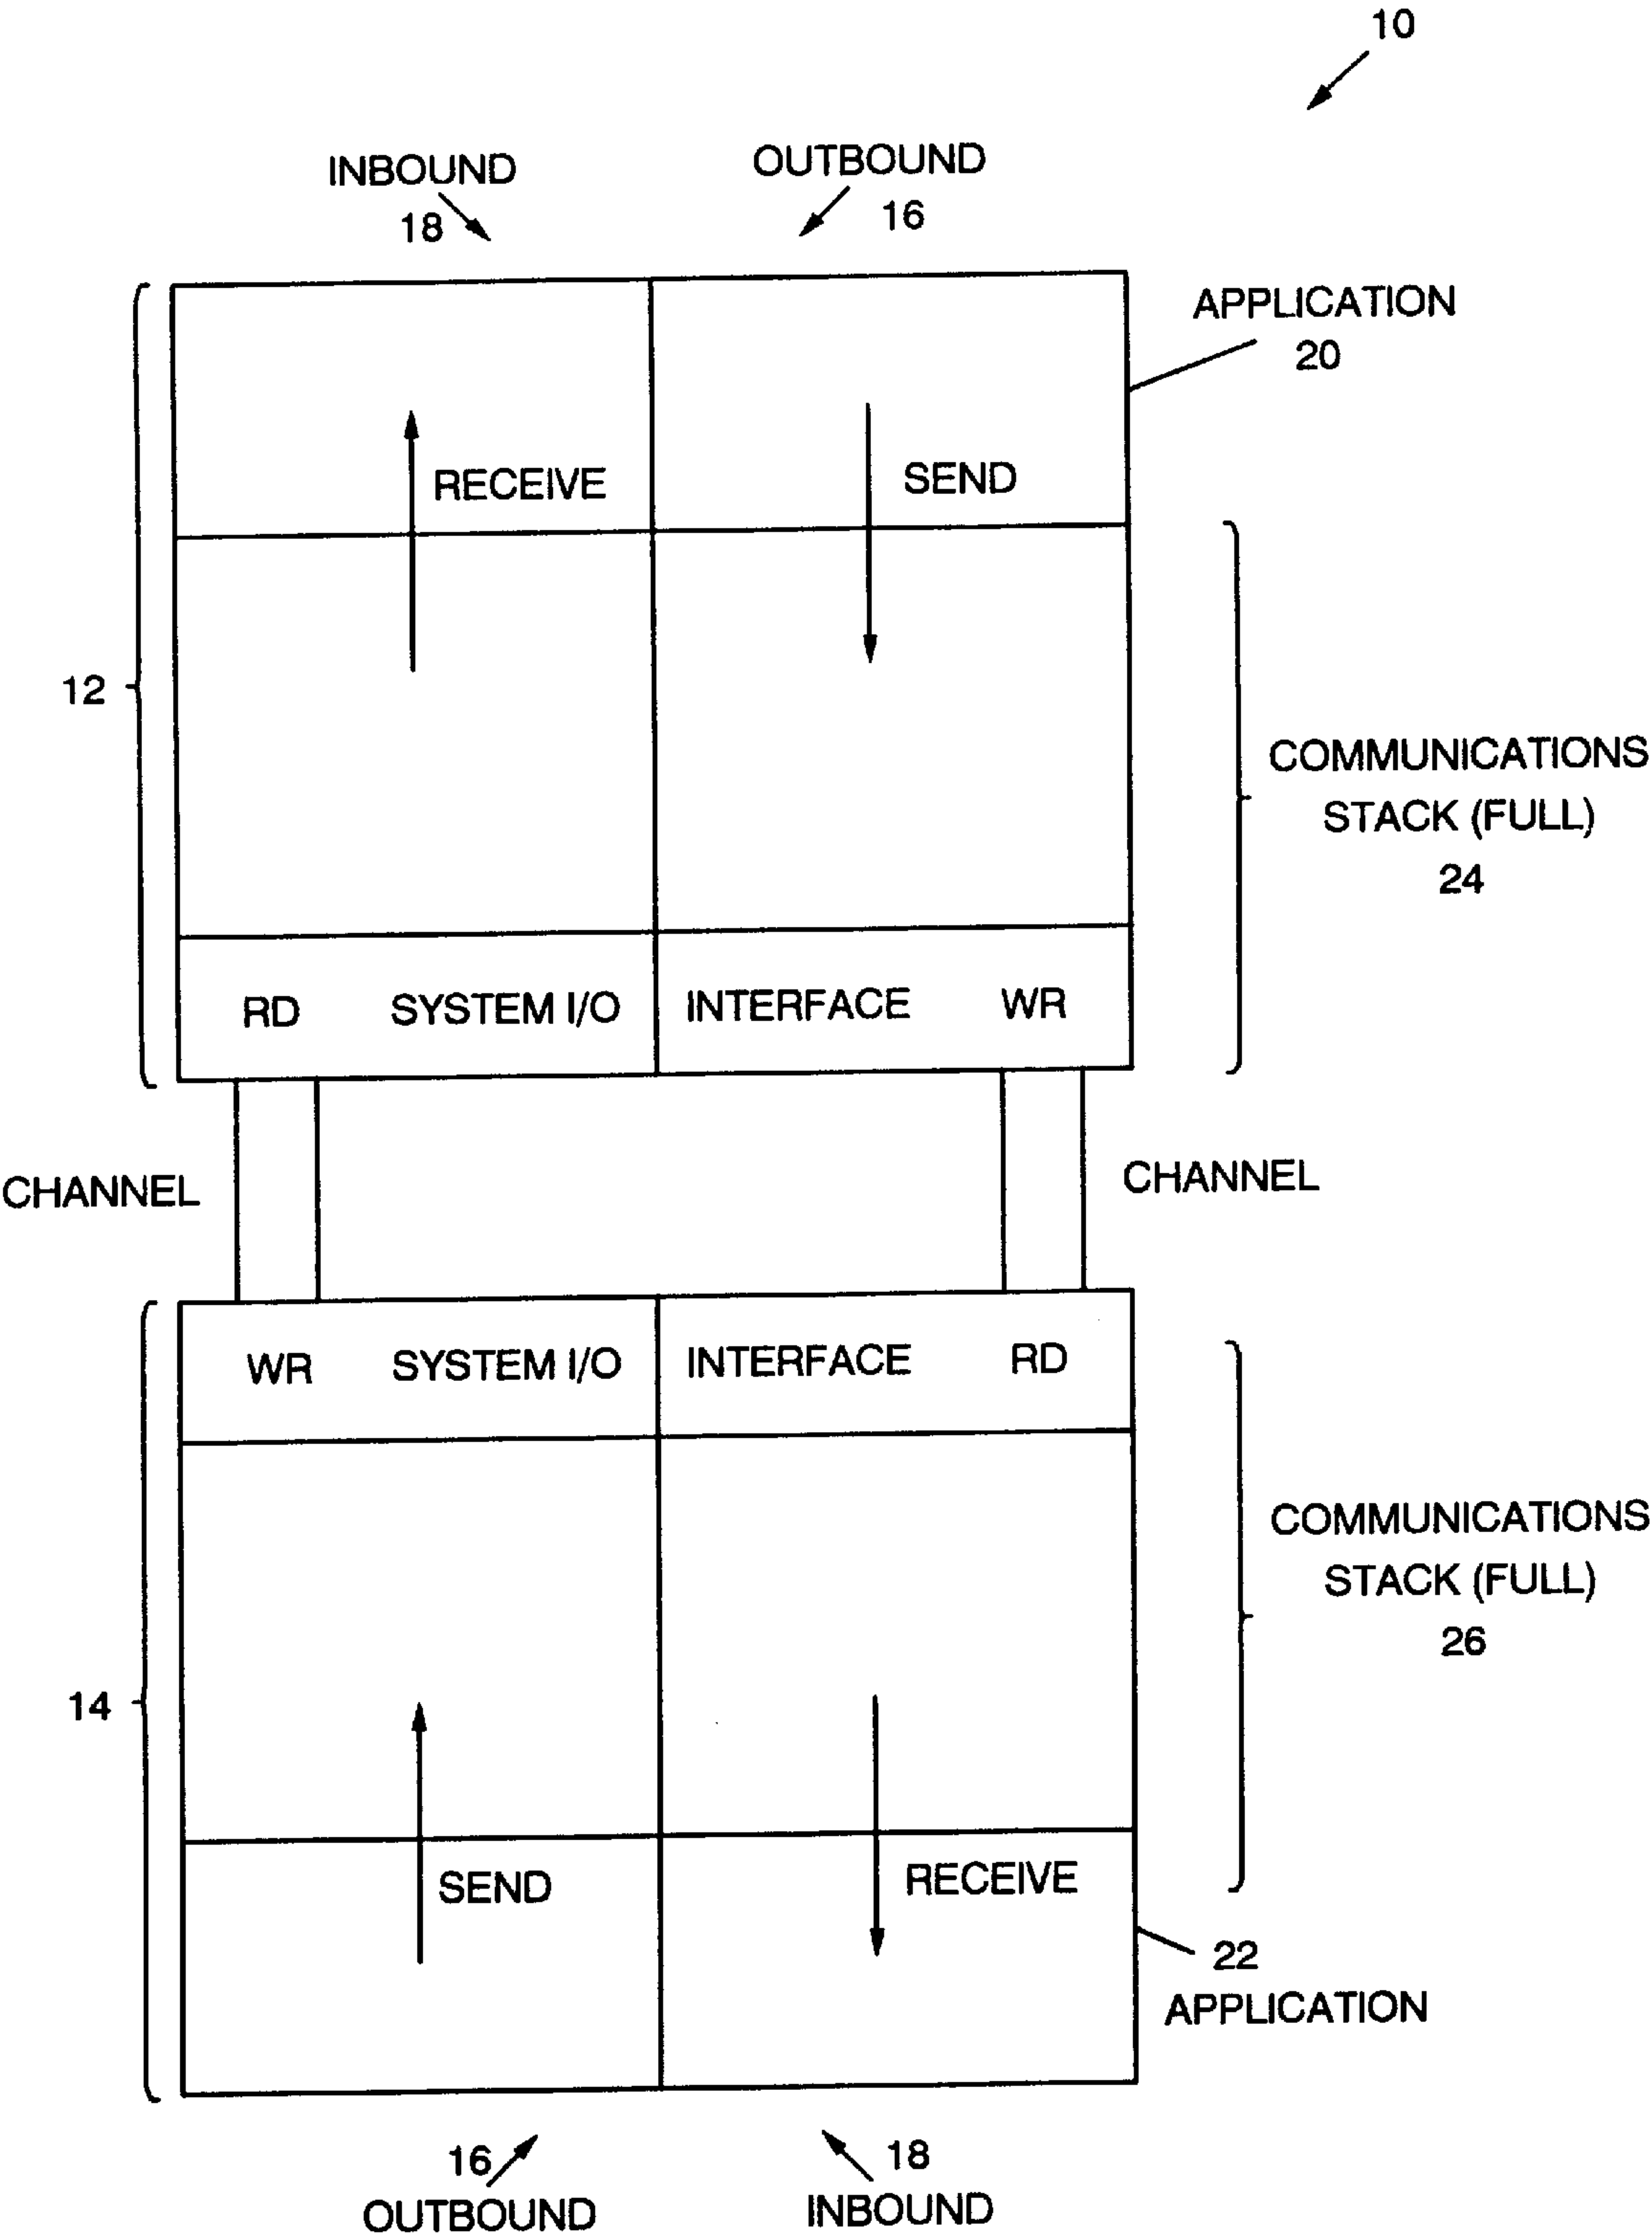 10
INBOUND
18
OUTBOUND
16
APPLICATION
20
RECEIVE
SEND
12
COMMUNICATIONS
STACK (FULL)
24
RD SYSTEM I/O INTERFACE WR
CHANNEL
CHANNEL
WR SYSTEM I/O INTERFACE RD
COMMUNICATIONS
STACK (FULL)
26
14
SEND
RECEIVE
22
APPLICATION
16
OUTBOUND
18
INBOUND